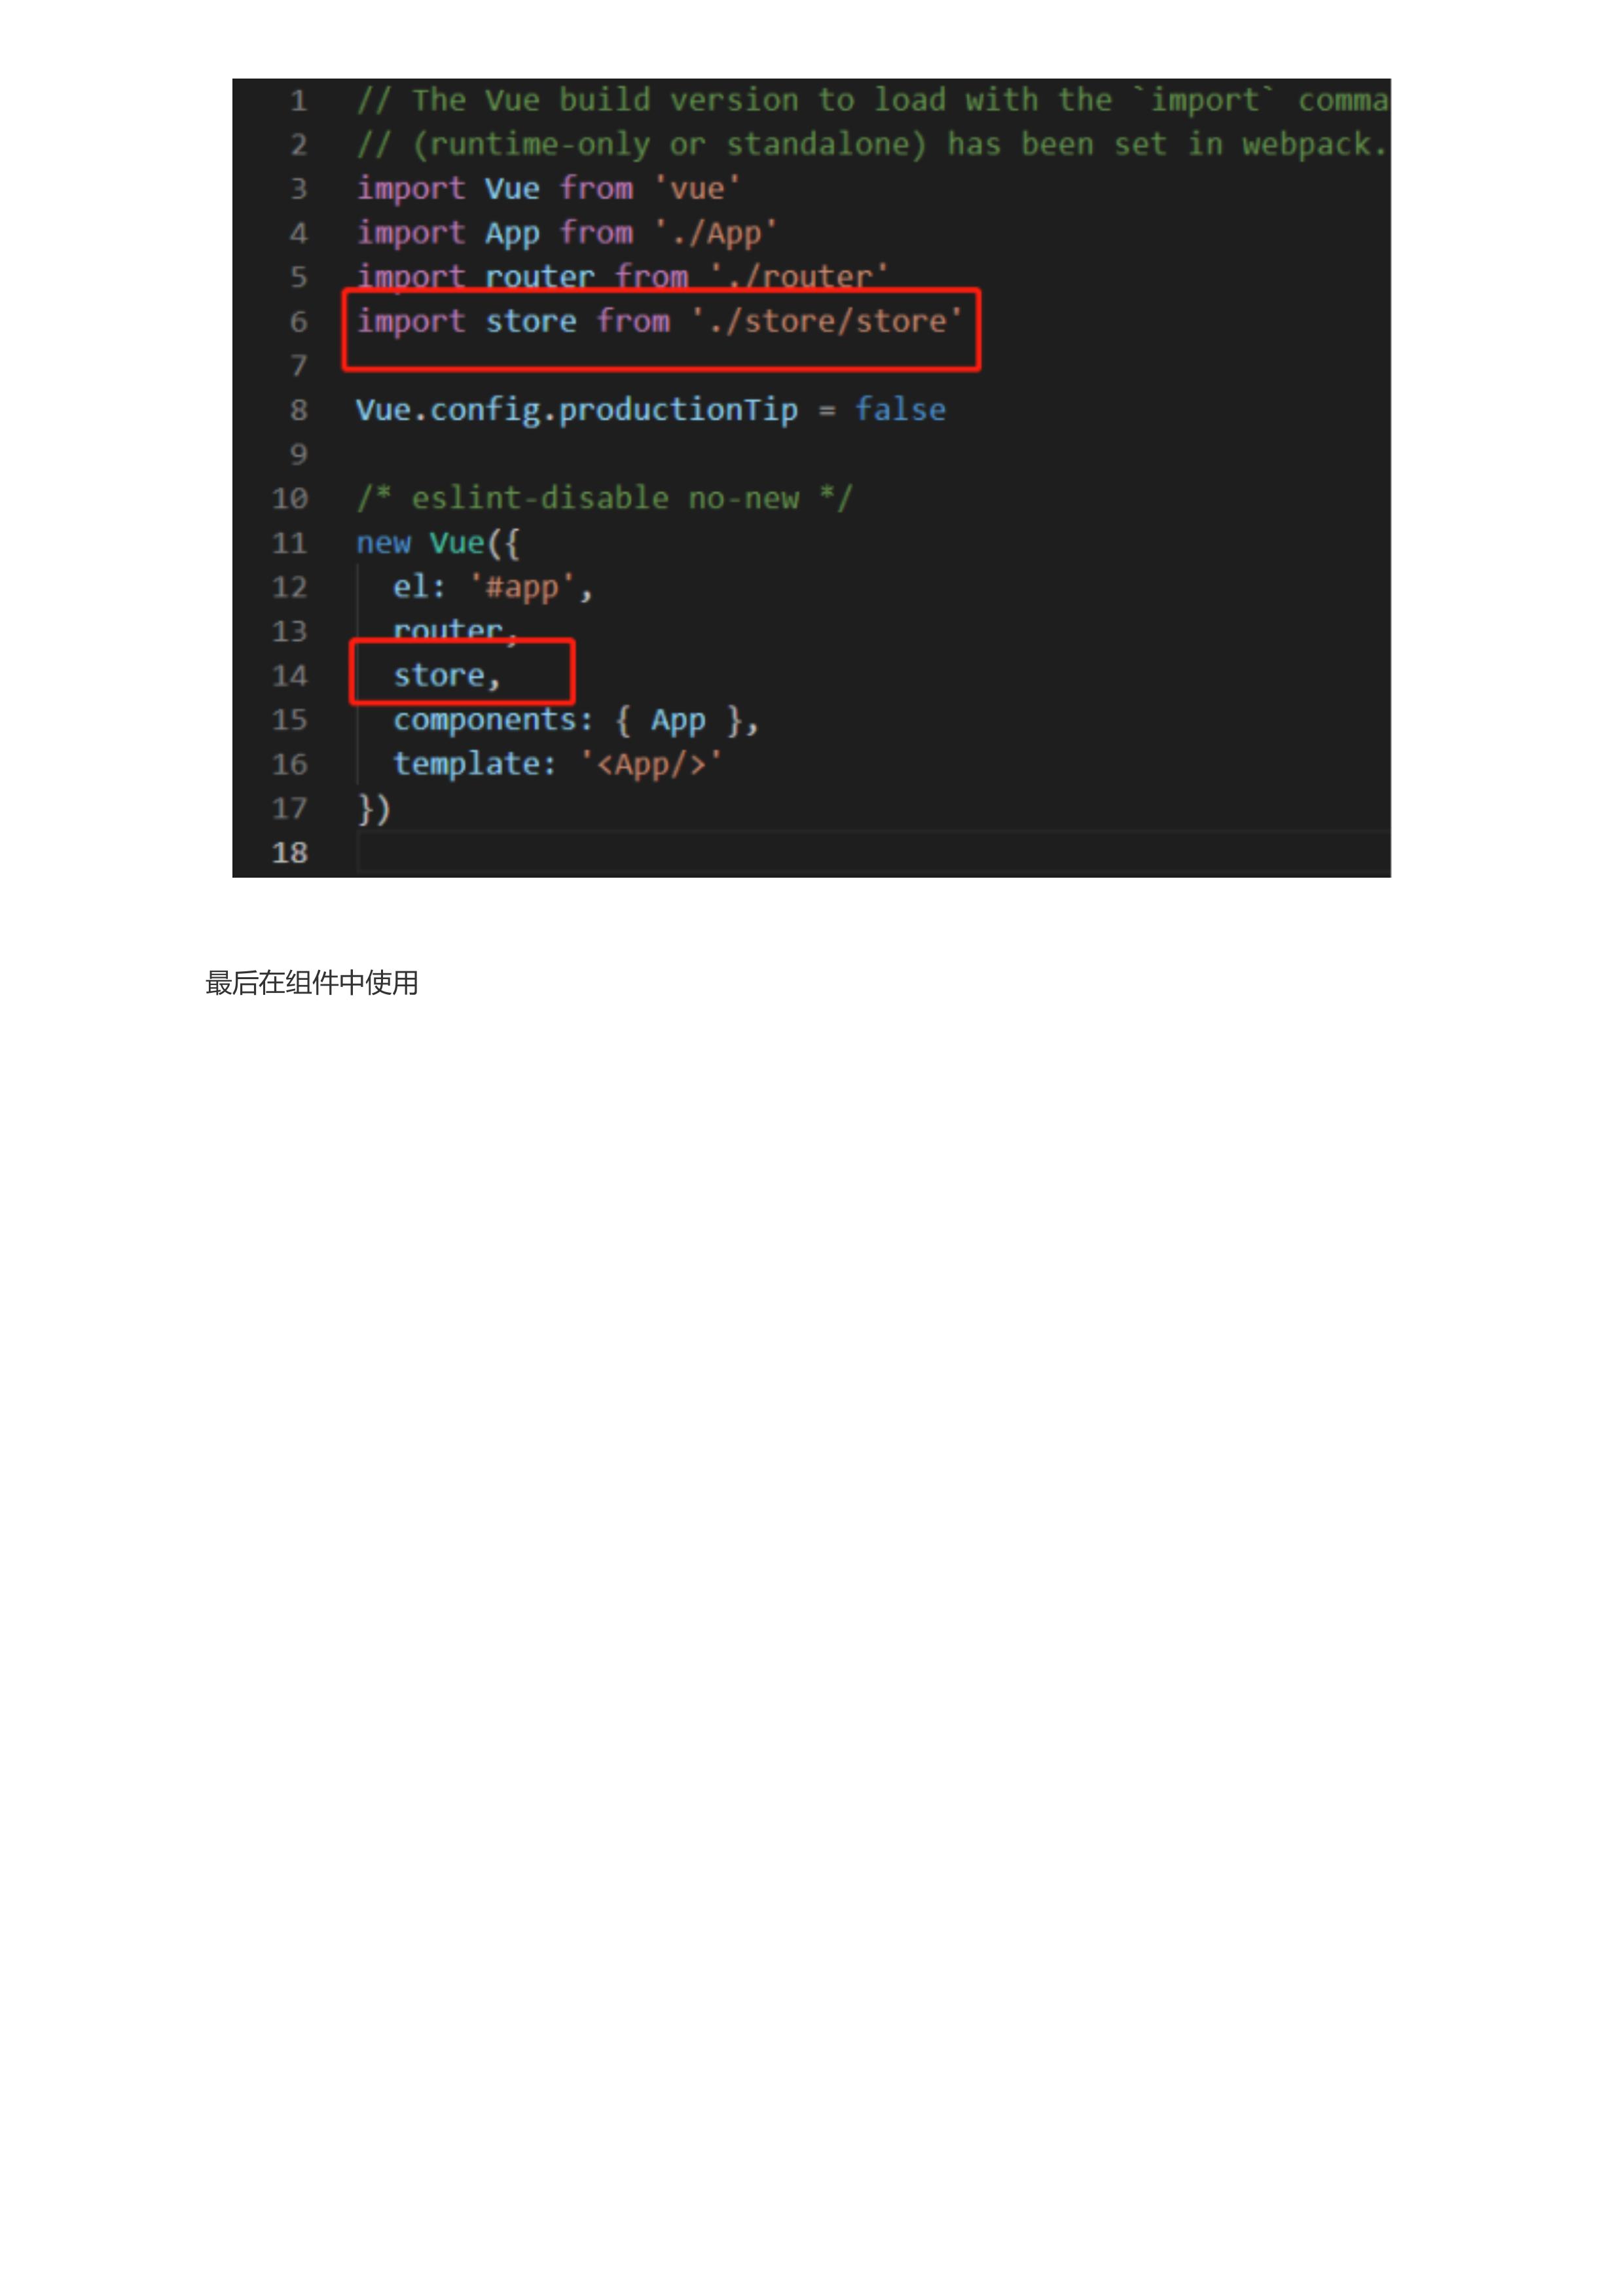 1 // The Vue build version to load with the `import` comma
2 // (runtime-only or standalone) has been set in webpack.
3 import Vue from 'vue'
4 import App from './App'
5 import router from './router'
6 import store from './store/store'
7
8 Vue.config.productionTip = false
9
10 /* eslint-disable no-new */
11 new Vue({
12 el: '#app',
13 router,
14 store,
15 components: { App },
16 template: '<App/>'
17 })
18
最后在组件中使用